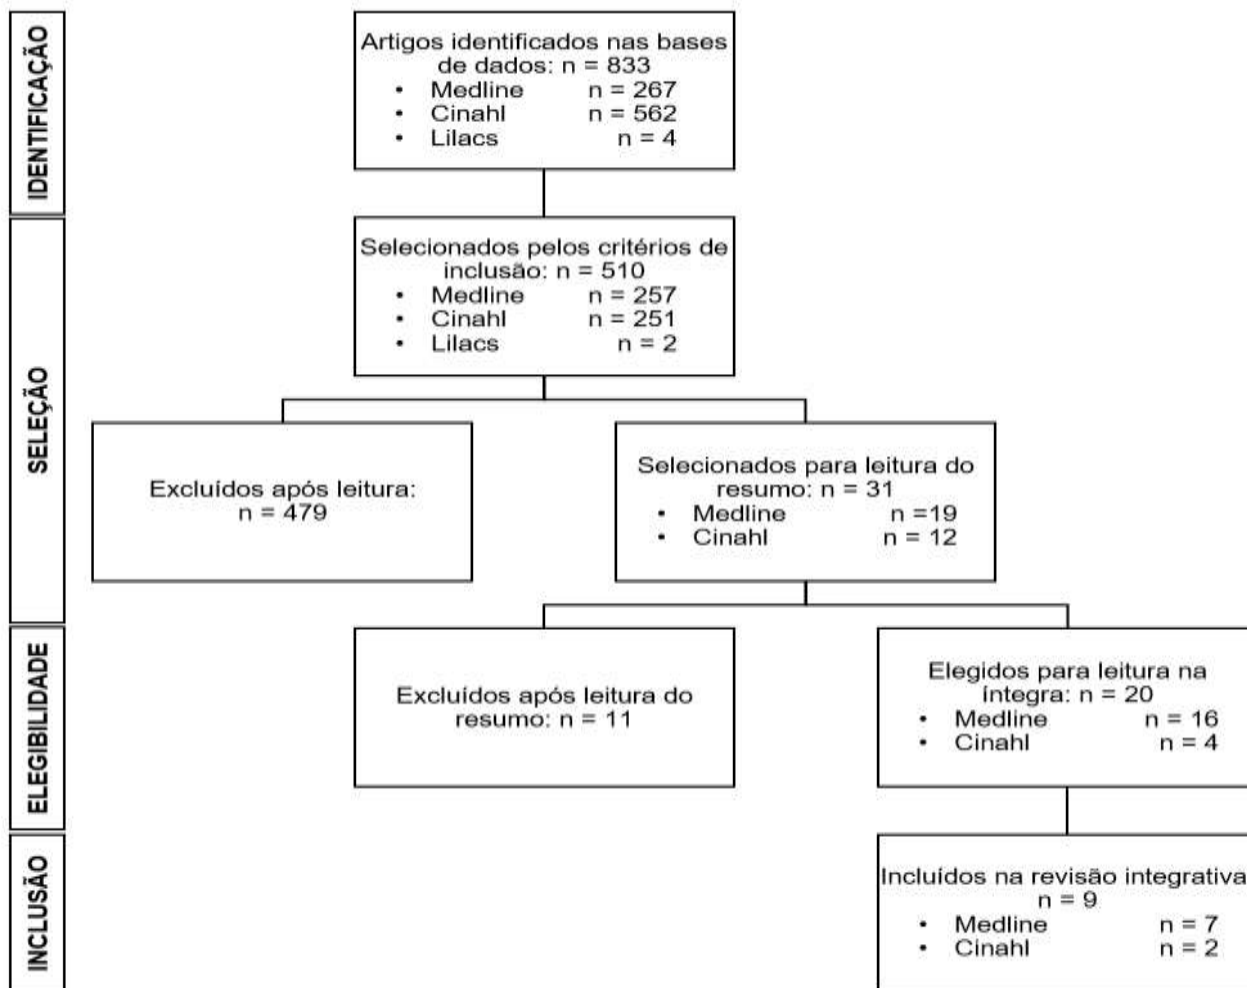 IDENTIFICAÇÃO
Artigos identificados nas bases
de dados: n = 833
• Medline n = 267
• Cinahl n = 562
• Lilacs n = 4
SELEÇÃO
Selecionados pelos critérios de
inclusão: n = 510
• Medline n = 257
• Cinahl n = 251
• Lilacs n = 2
Excluídos após leitura:
n = 479
Selecionados para leitura do
resumo: n = 31
• Medline n =19
• Cinahl n = 12
ELEGIBILIDADE
Excluídos após leitura do
resumo: n = 11
Elegidos para leitura na
íntegra: n = 20
• Medline n = 16
• Cinahl n = 4
INCLUSÃO
Incluídos na revisão integrativa
n = 9
• Medline n = 7
• Cinahl n = 2